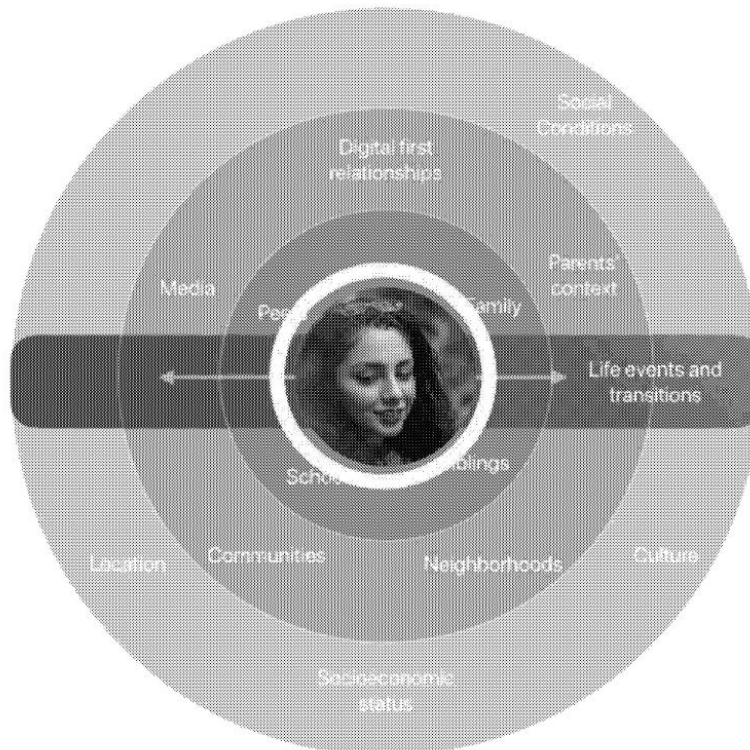 Social
Conditions
Digital first
relationships
Media
Parents'
context
Family
Life events and
transitions
Location
Communities
Neighborhoods
Culture
Socioeconomic
status